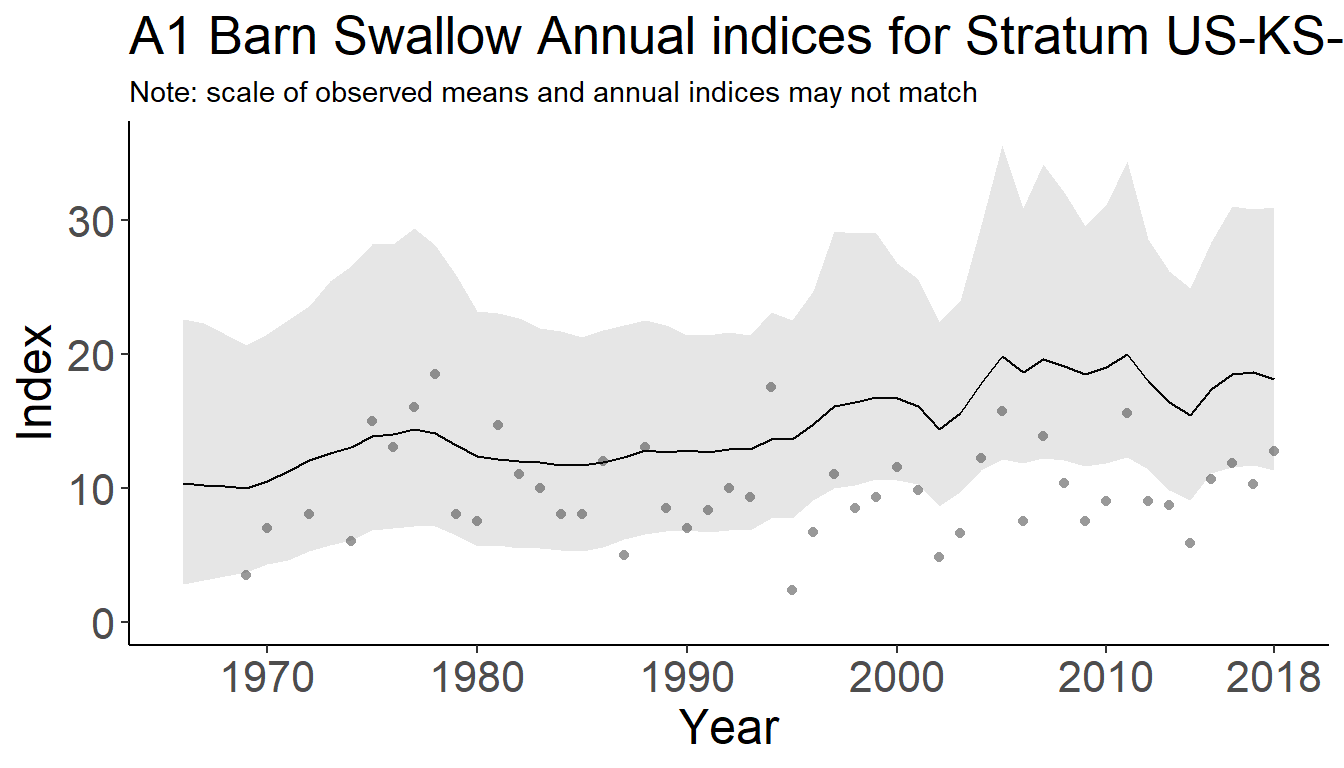 A1 Barn Swallow Annual indices for Stratum US-KS-
Note: scale of observed means and annual indices may not match
Index
30
20
10
0
1970 1980 1990 2000 2010 2018
Year